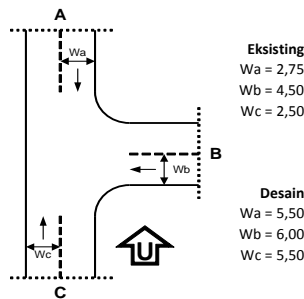 A
Wa
B
Wb
Wc
U
C
Eksisting
Wa = 2,75
Wb = 4,50
Wc = 2,50
Desain
Wa = 5,50
Wb = 6,00
Wc = 5,50